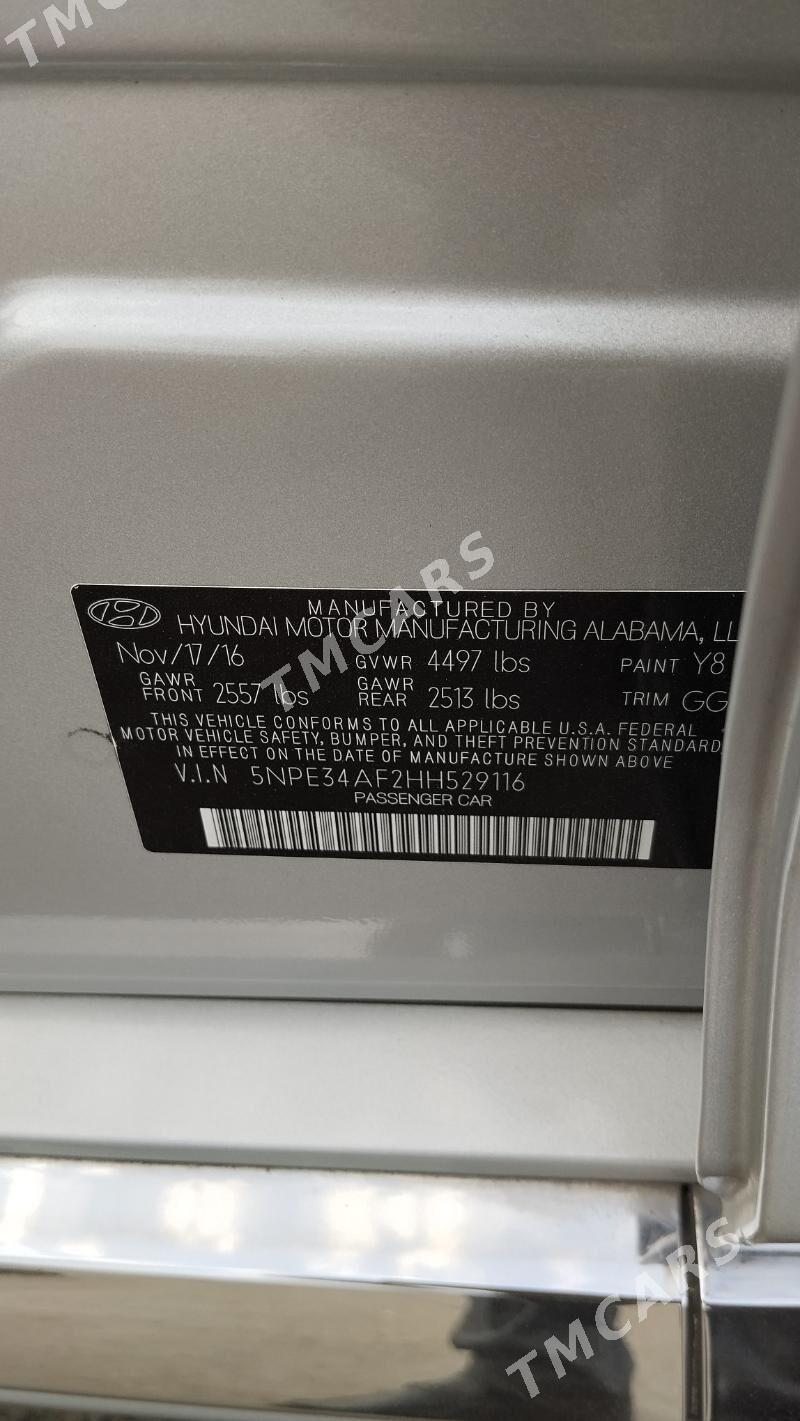 TMCARS
MANUFACTURED BY
HYUNDAI MOTOR MANUFACTURING ALABAMA, LL
Nov/17/16 GVWR 4497 lbs PAINT Y8
GAWR FRONT 2557 lbs GAWR REAR 2513 lbs TRIM GG
THIS VEHICLE CONFORMS TO ALL APPLICABLE U.S.A. FEDERAL
MOTOR VEHICLE SAFETY, BUMPER, AND THEFT PREVENTION STANDARD
IN EFFECT ON THE DATE OF MANUFACTURE SHOWN ABOVE
V.I.N 5NPE34AF2HH529116
PASSENGER CAR
TMCARS
TMCARS